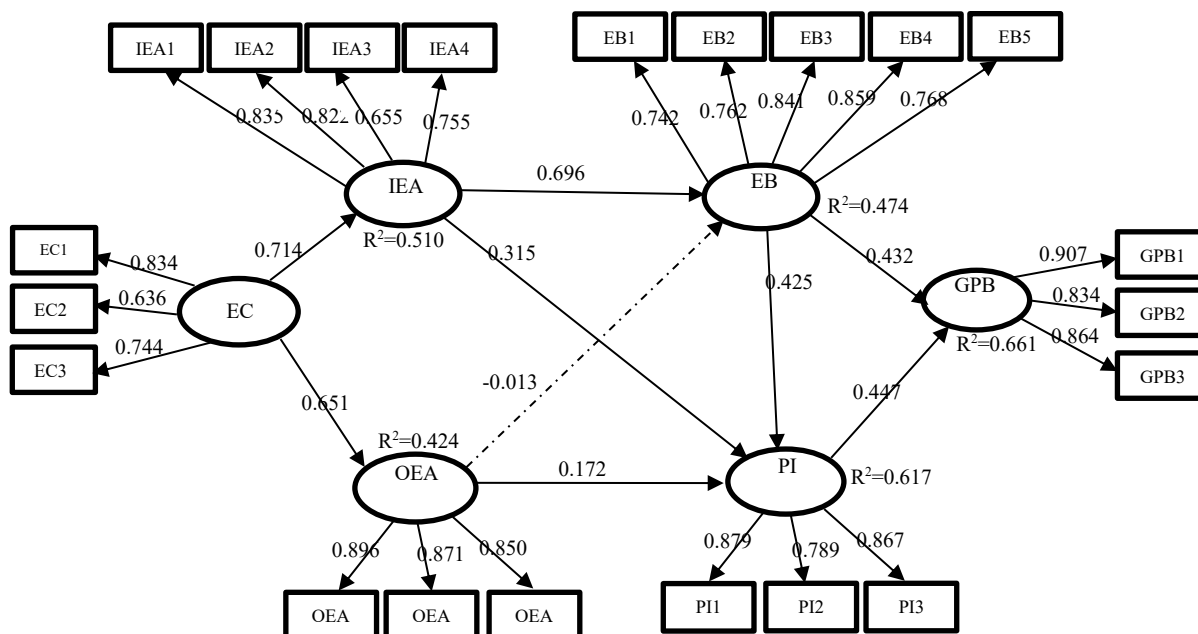 IEA1
IEA2
IEA3
IEA4
EB1
EB2
EB3
EB4
EB5
0.835
0.822
0.655
0.755
0.742
0.762
0.841
0.859
0.768
IEA
0.696
EB
R²=0.510
R²=0.474
EC1
EC2
EC3
0.834
0.636
0.744
EC
0.714
0.315
0.425
0.432
GPB
R²=0.661
0.907
0.834
0.864
GPB1
GPB2
GPB3
0.651
-0.013
0.447
R²=0.424
OEA
0.172
PI
R²=0.617
0.896
0.871
0.850
0.879
0.789
0.867
OEA
OEA
OEA
PI1
PI2
PI3